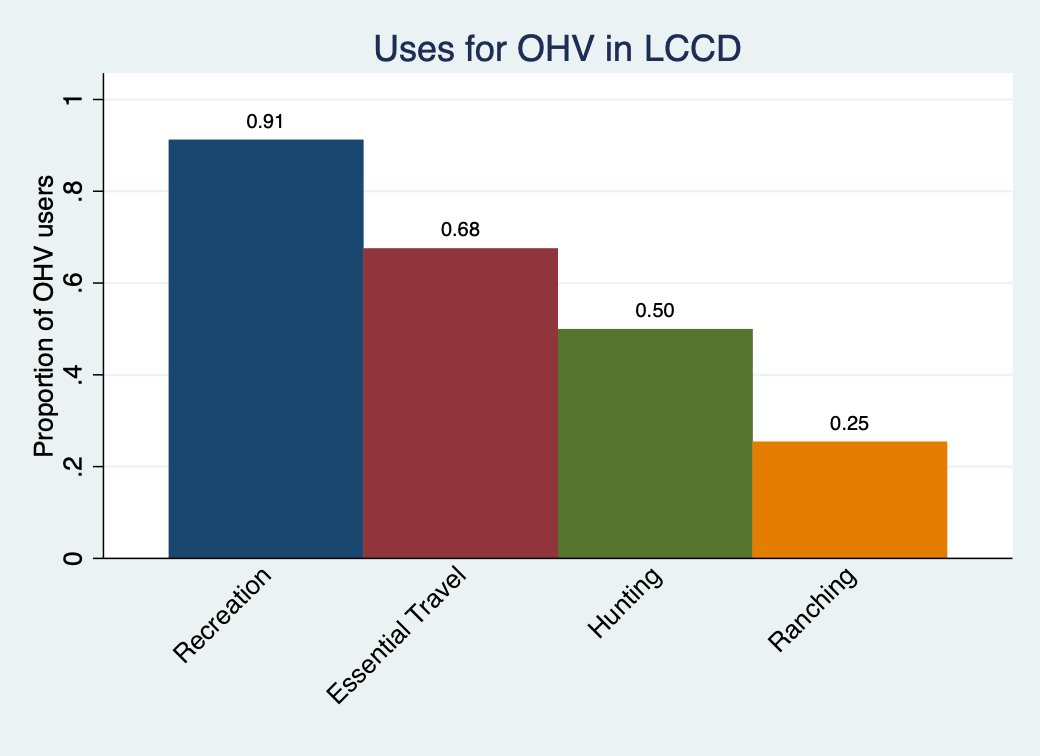 Uses for OHV in LCCD
Proportion of OHV users
1
.8
.6
.4
.2
0
0.91
0.68
0.50
0.25
Recreation
Essential Travel
Hunting
Ranching